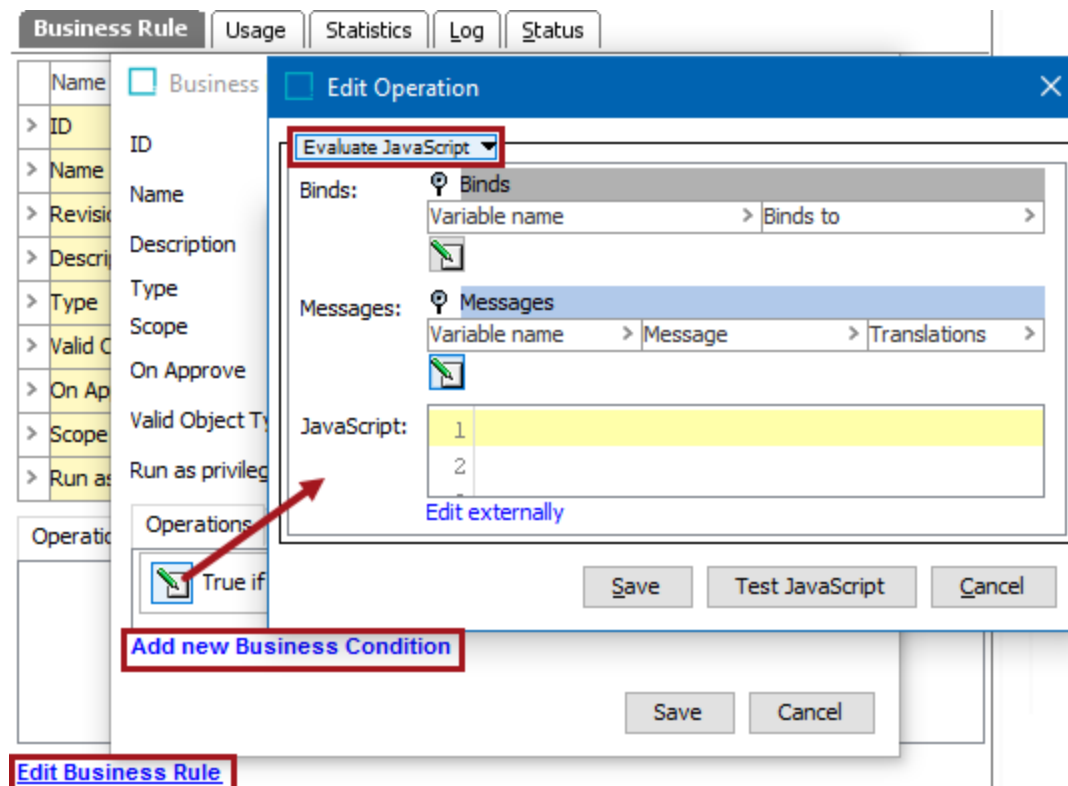 Business Rule Usage Statistics Log Status
Name
> ID
> Name
> Revisio
> Descri
> Type
> Valid O
> On Ap
> Scope
> Run as
Operatio
Edit Business Rule
Business
ID
Name
Description
Type
Scope
On Approve
Valid Object Ty
Run as privileg
Operations
True if
Add new Business Condition
Save Cancel
Edit Operation
Evaluate JavaScript
Binds: Binds
Variable name > Binds to >
Messages: Messages
Variable name > Message > Translations >
JavaScript: 1
2
Edit externally
Save Test JavaScript Cancel